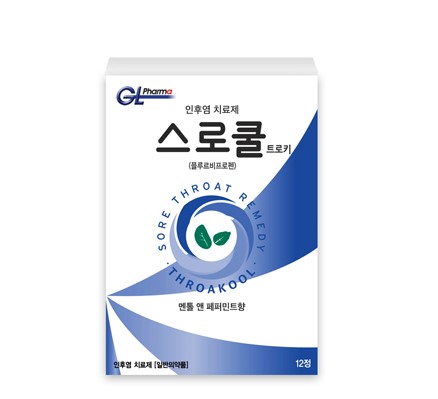 GL Pharma
인후염 치료제
스로쿨 트로키
(플루르비프로펜)
SORE THROAT REMEDY
· THROAKOOL ·
멘톨 앤 페퍼민트향
인후염 치료제 [일반의약품]
12정